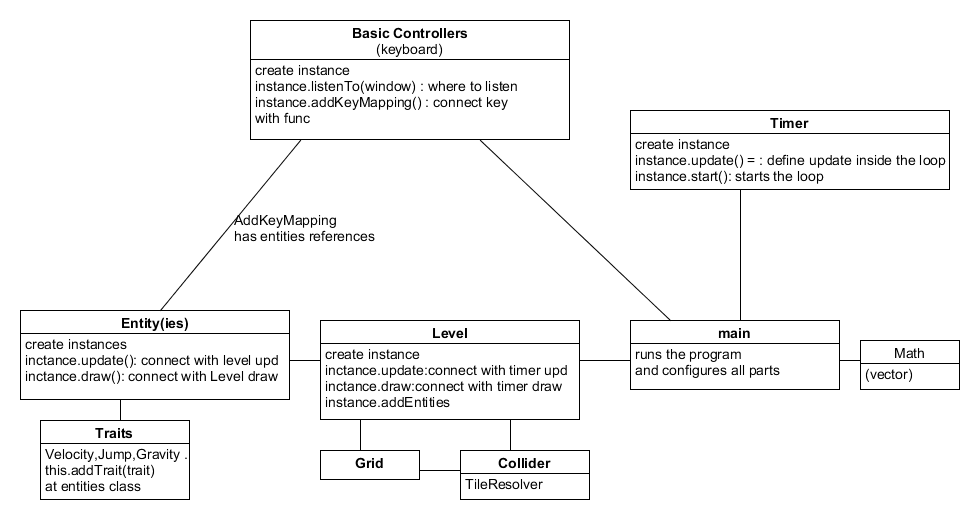 Basic Controllers
(keyboard)
create instance
instance.listenTo(window) : where to listen
instance.addKeyMapping() : connect key
with func
Timer
create instance
instance.update() = : define update inside the loop
instance.start(): starts the loop
AddKeyMapping
has entities references
Entity(ies)
create instances
inctance.update(): connect with level upd
inctance.draw(): connect with Level draw
Level
create instance
inctance.update:connect with timer upd
inctance.draw:connect with timer draw
instance.addEntities
main
runs the program
and configures all parts
Math
(vector)
Traits
Velocity,Jump,Gravity .
this.addTrait(trait)
at entities class
Grid
Collider
TileResolver